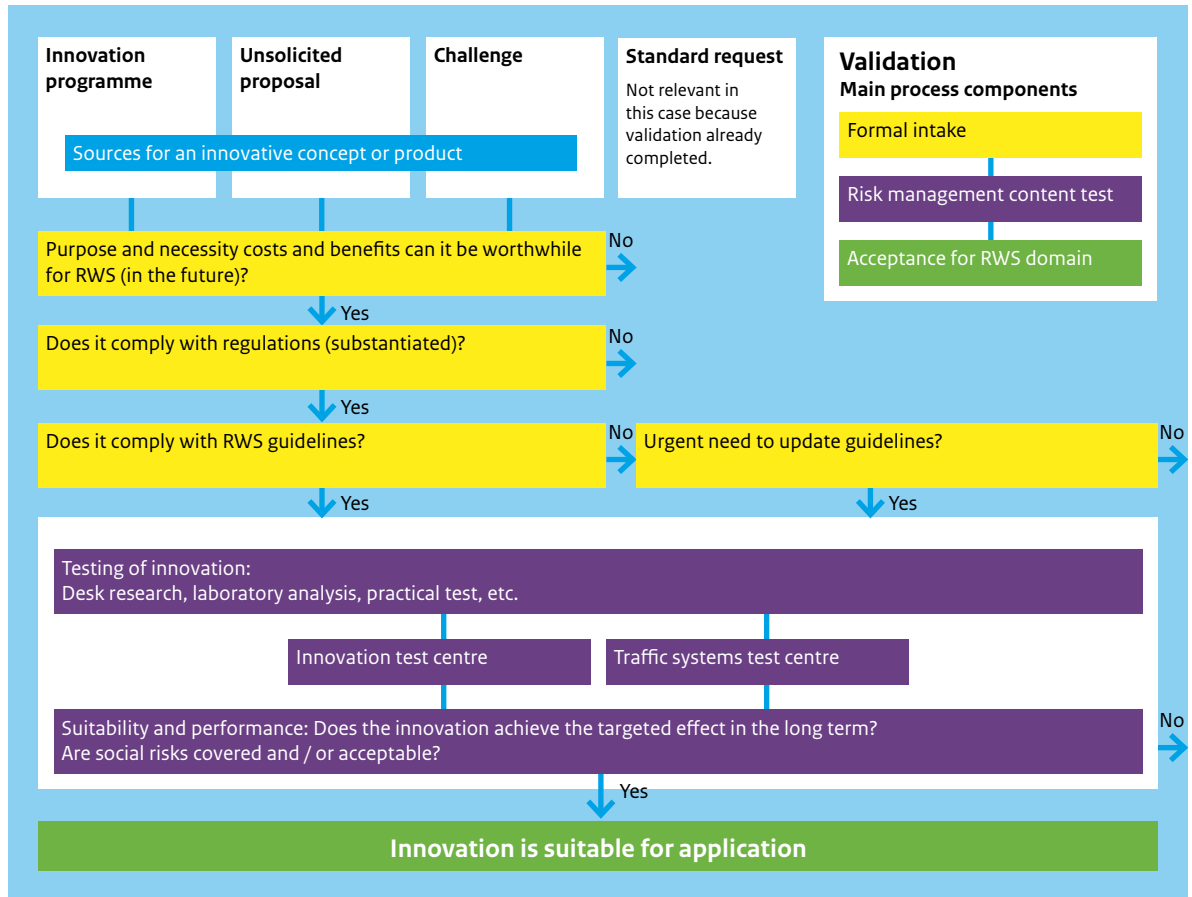 Innovation
programme
Unsolicited
proposal
Challenge
Sources for an innovative concept or product
Standard request
Not relevant in
this case because
validation already
completed.
Validation
Main process components
Formal intake
Risk management content test
Acceptance for RWS domain
Purpose and necessity costs and benefits can it be worthwhile
for RWS (in the future)?
No
Yes
Does it comply with regulations (substantiated)?
No
Yes
Does it comply with RWS guidelines?
No
Urgent need to update guidelines?
No
Yes
Yes
Testing of innovation:
Desk research, laboratory analysis, practical test, etc.
Innovation test centre
Traffic systems test centre
Suitability and performance: Does the innovation achieve the targeted effect in the long term?
Are social risks covered and / or acceptable?
No
Yes
Innovation is suitable for application